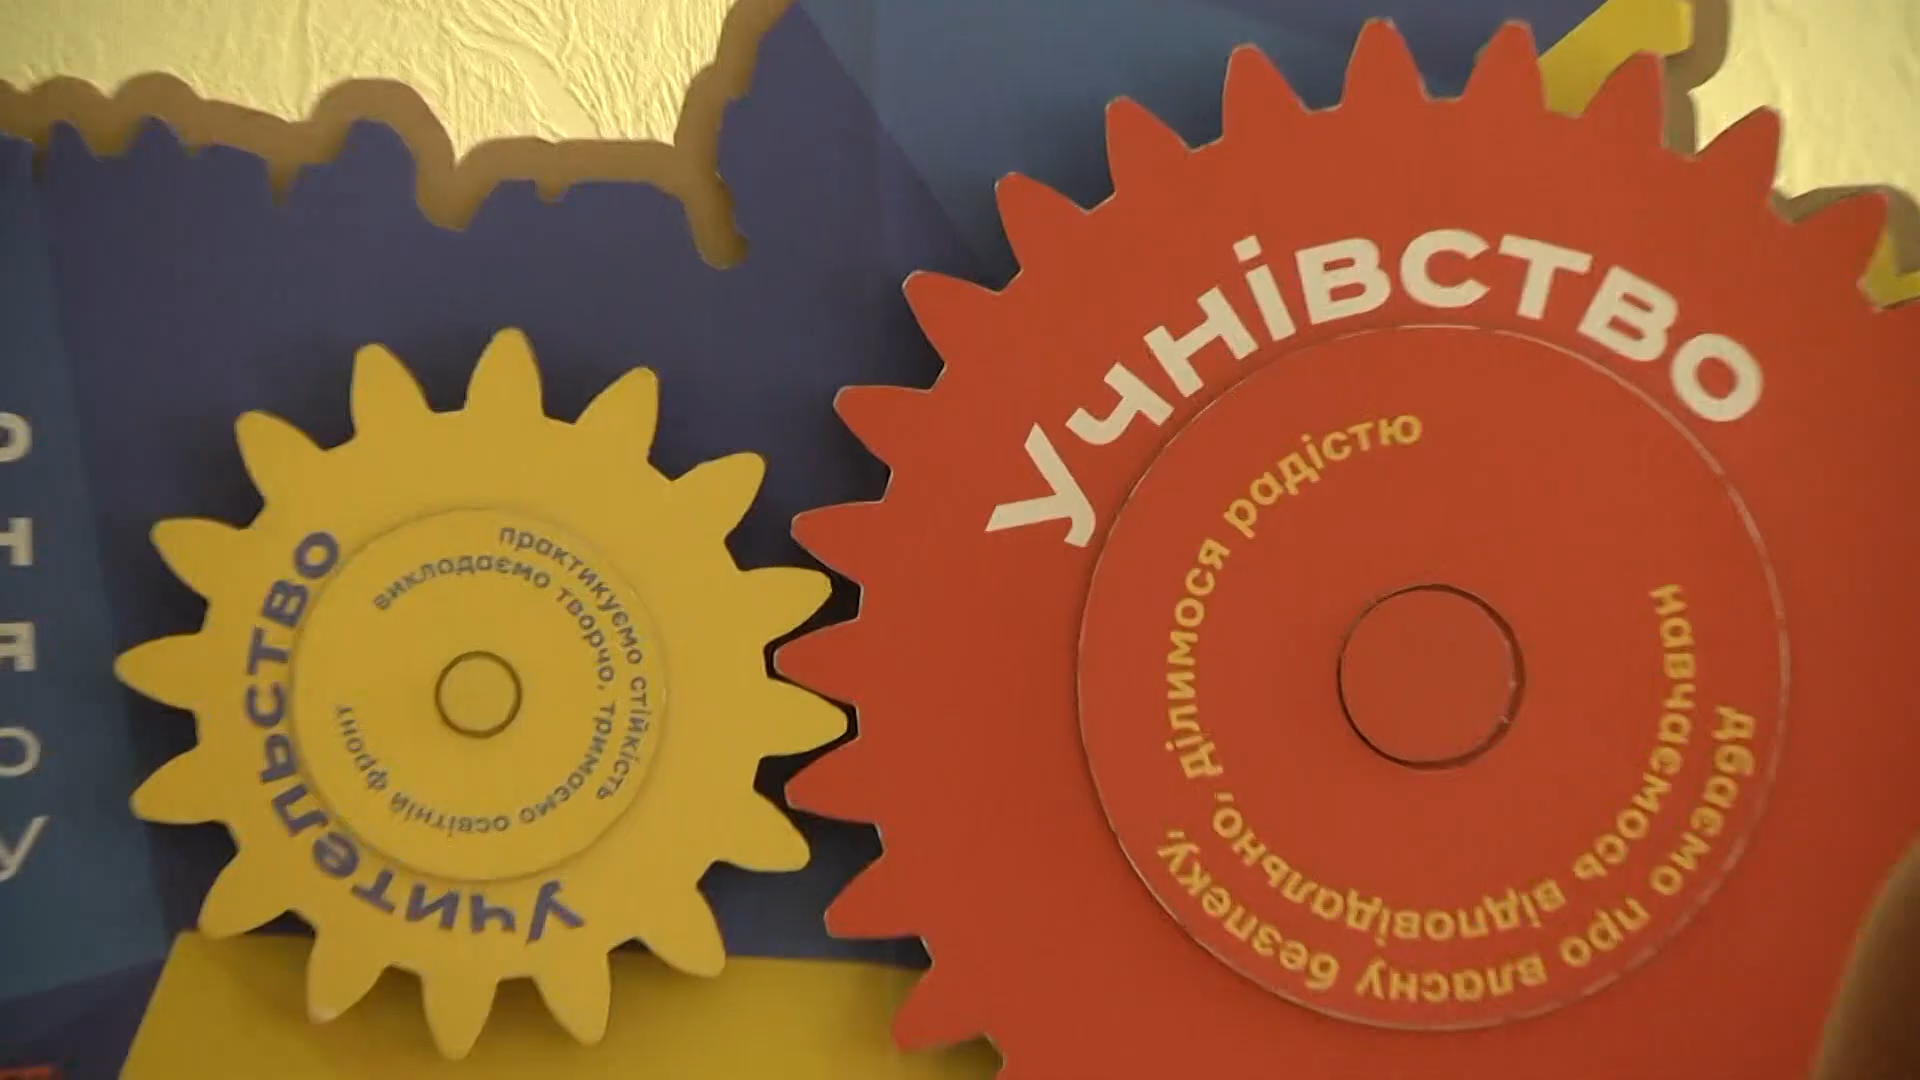 учительство
практикуємо стійкість
викладаємо творчо, тримаємо освітній фронт
учнівство
дбаємо про власну безпеку,
навчаємось відповідально, ділимося радістю